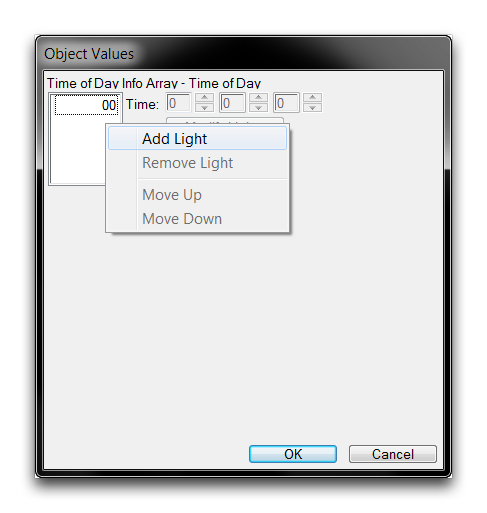 Object Values
Time of Day Info Array - Time of Day
00 Time: 0 0 0
Add Light
Remove Light
Move Up
Move Down
OK Cancel